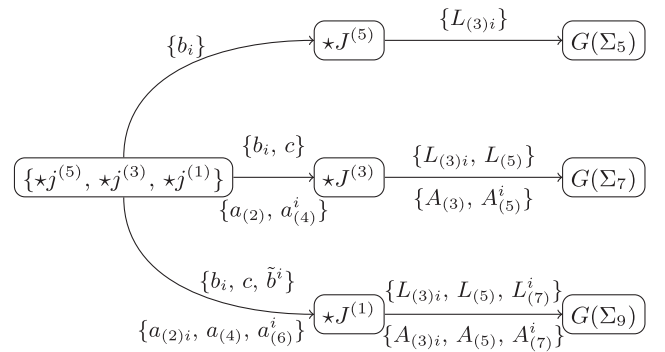 {b_i} ⋆J^{(5)} {L_{(3)i}} G(Σ_5)
{⋆j^{(5)}, ⋆j^{(3)}, ⋆j^{(1)}} {b_i, c} ⋆J^{(3)} {L_{(3)i}, L_{(5)}} G(Σ_7)
{a_{(2)}, a^i_{(4)}} {A_{(3)}, A^i_{(5)}}
{b_i, c, \tilde{b}^i} ⋆J^{(1)} {L_{(3)i}, L_{(5)}, L^i_{(7)}} G(Σ_9)
{a_{(2)i}, a_{(4)}, a^i_{(6)}} {A_{(3)i}, A_{(5)}, A^i_{(7)}}